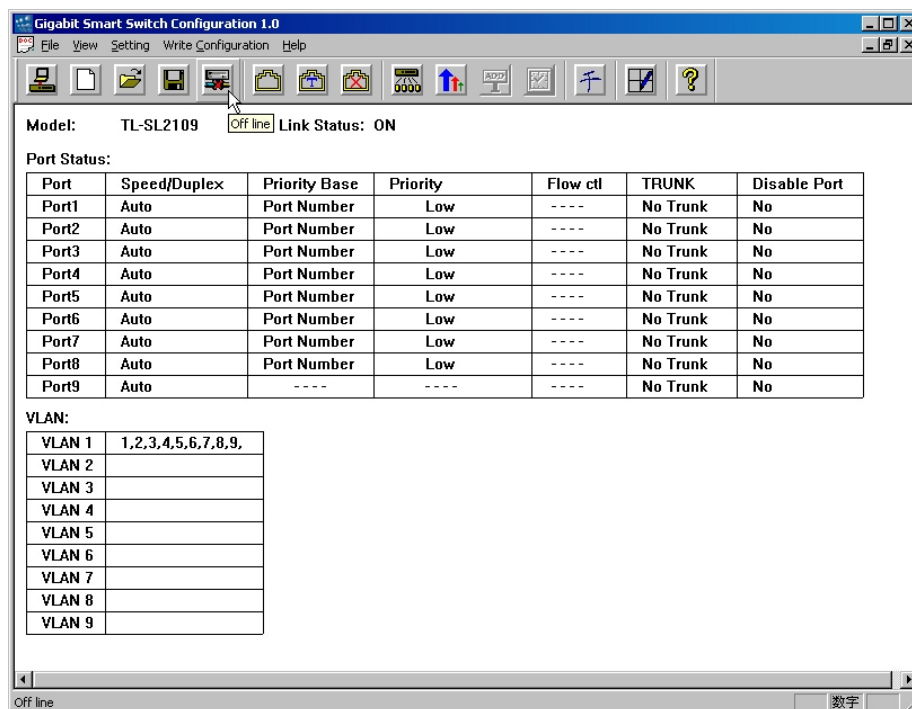 Gigabit Smart Switch Configuration 1.0
File View Setting Write Configuration Help
T
ADD
千
?
Model: TL-SL2109 Off line Link Status: ON
Port Status:
Port Speed/Duplex Priority Base Priority Flow ctl TRUNK Disable Port
Port1 Auto Port Number Low ---- No Trunk No
Port2 Auto Port Number Low ---- No Trunk No
Port3 Auto Port Number Low ---- No Trunk No
Port4 Auto Port Number Low ---- No Trunk No
Port5 Auto Port Number Low ---- No Trunk No
Port6 Auto Port Number Low ---- No Trunk No
Port7 Auto Port Number Low ---- No Trunk No
Port8 Auto Port Number Low ---- No Trunk No
Port9 Auto ---- ---- ---- No Trunk No
VLAN:
VLAN 1 1,2,3,4,5,6,7,8,9,
VLAN 2
VLAN 3
VLAN 4
VLAN 5
VLAN 6
VLAN 7
VLAN 8
VLAN 9
Off line 数字